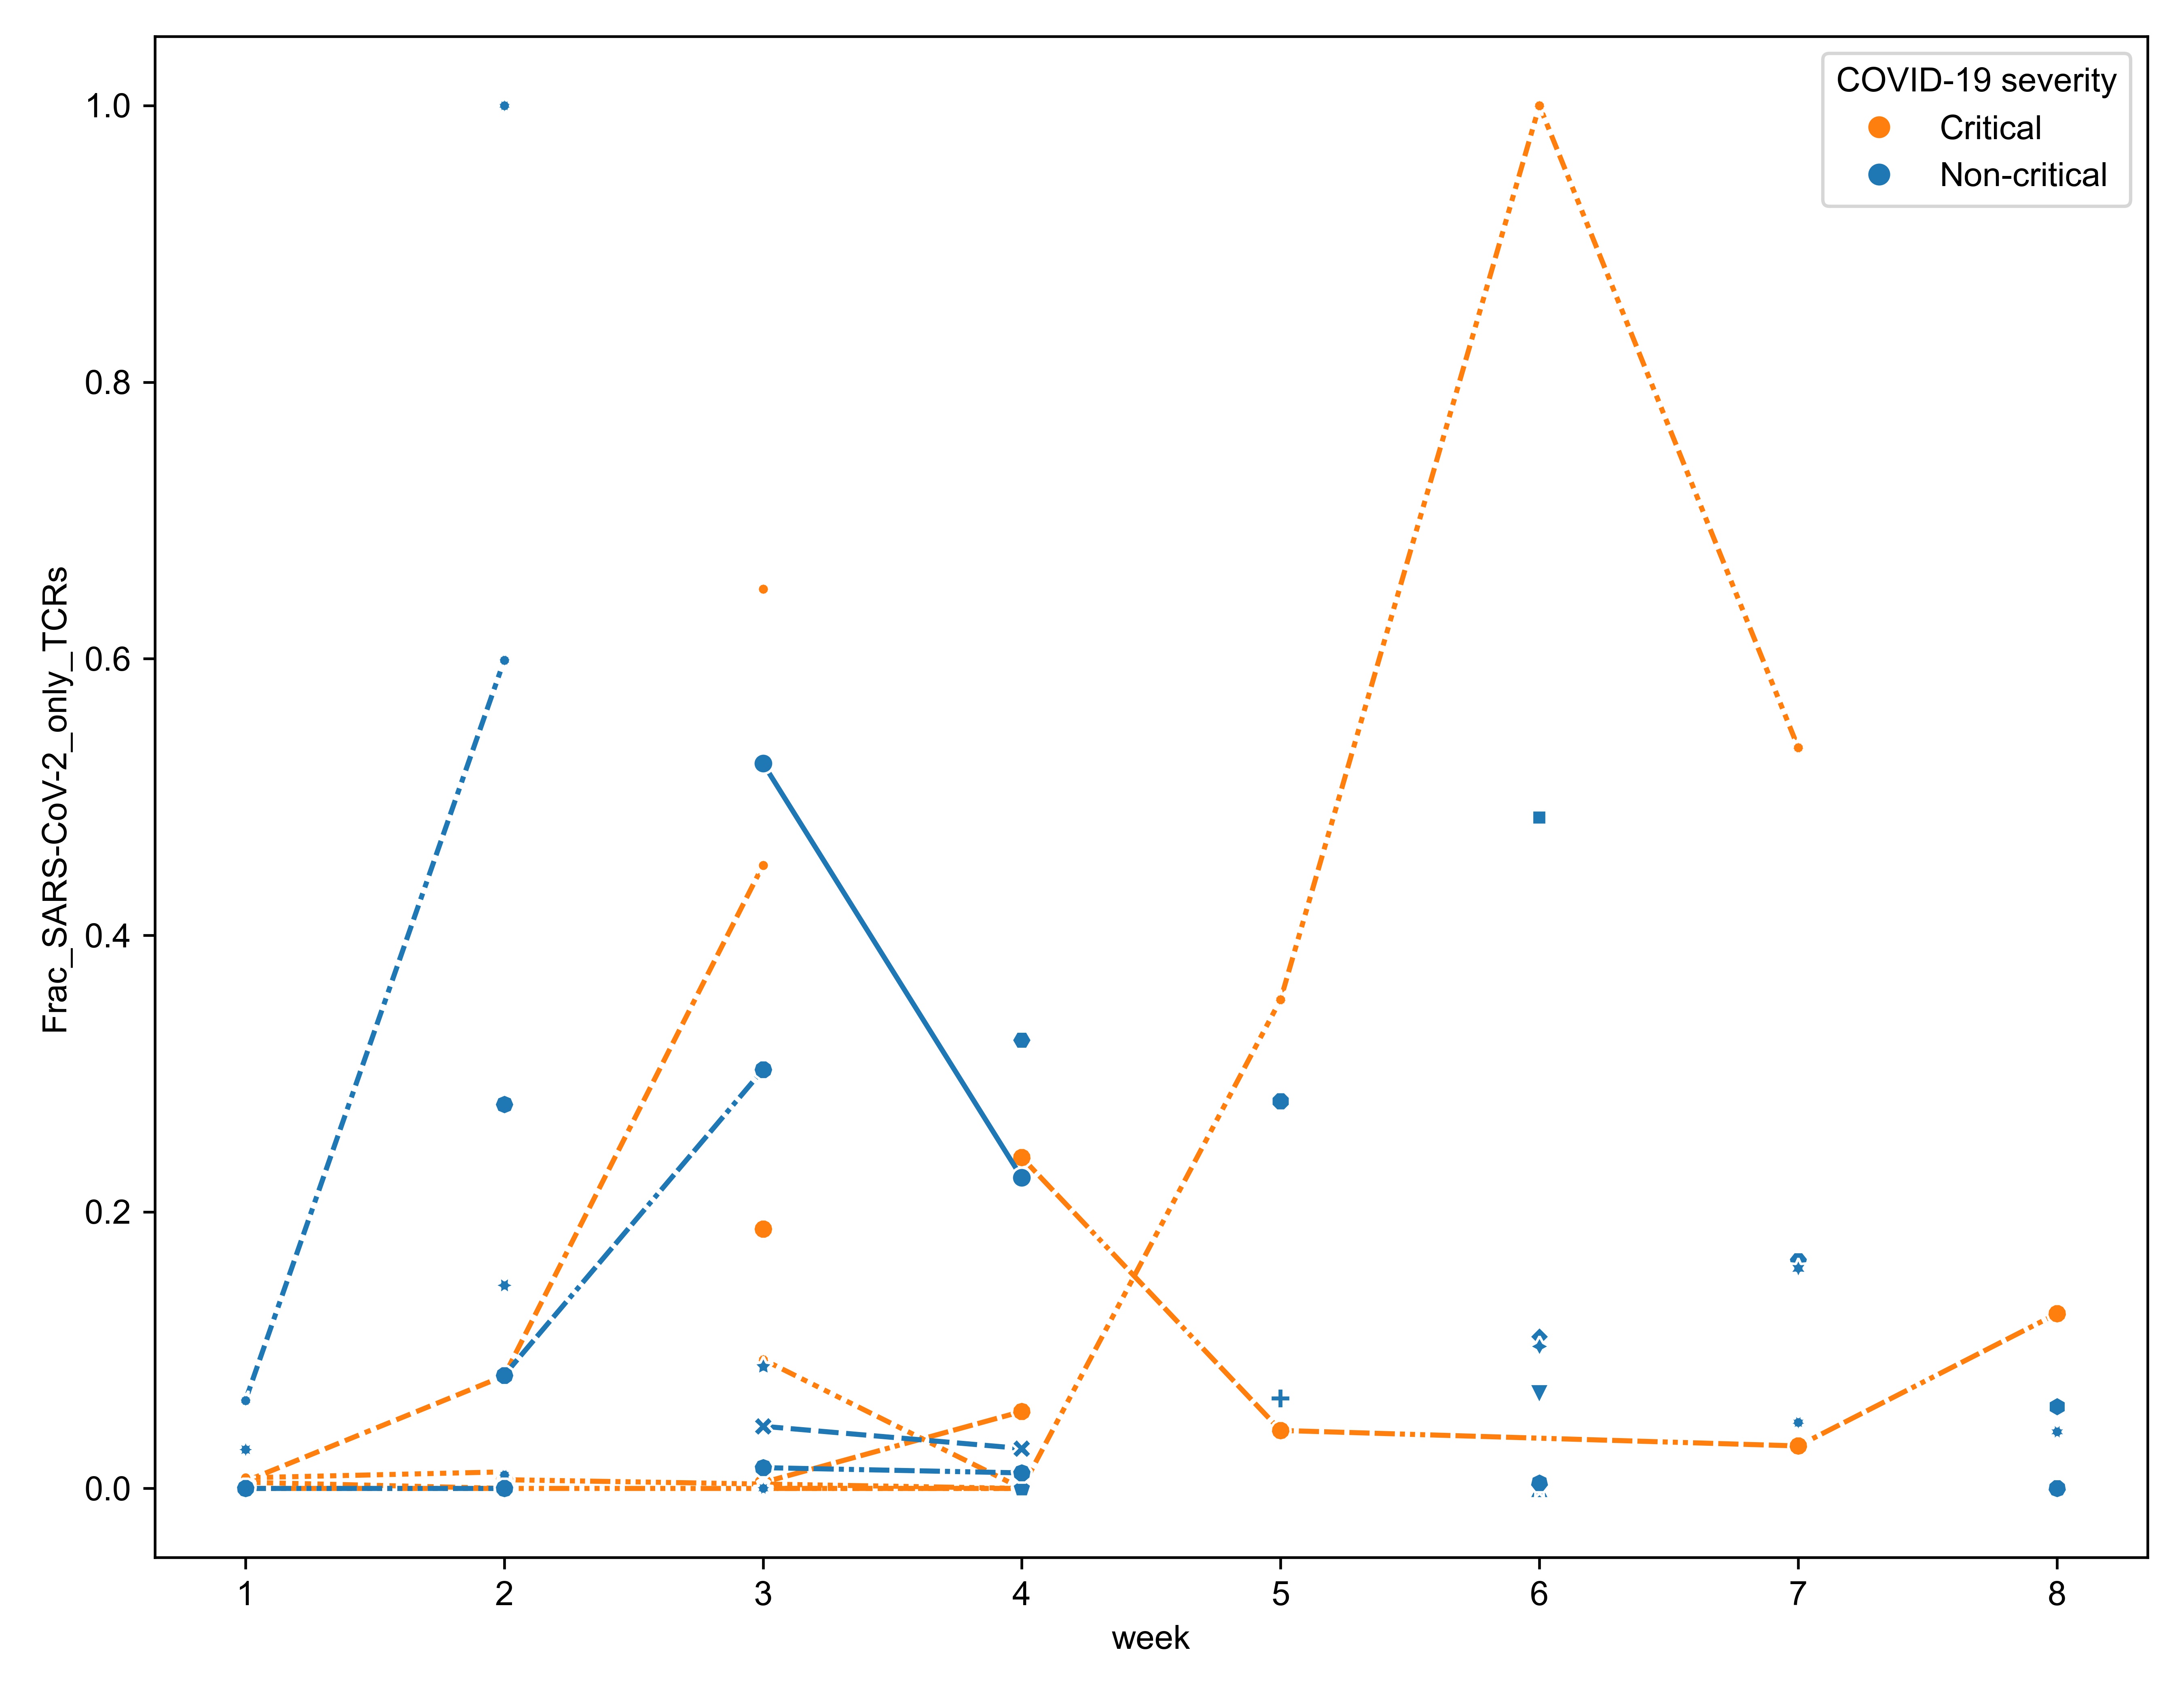 COVID-19 severity
Critical
Non-critical
1.0
0.8
0.6
0.4
0.2
0.0
Frac_SARS-CoV-2_only_TCRs
1 2 3 4 5 6 7 8
week